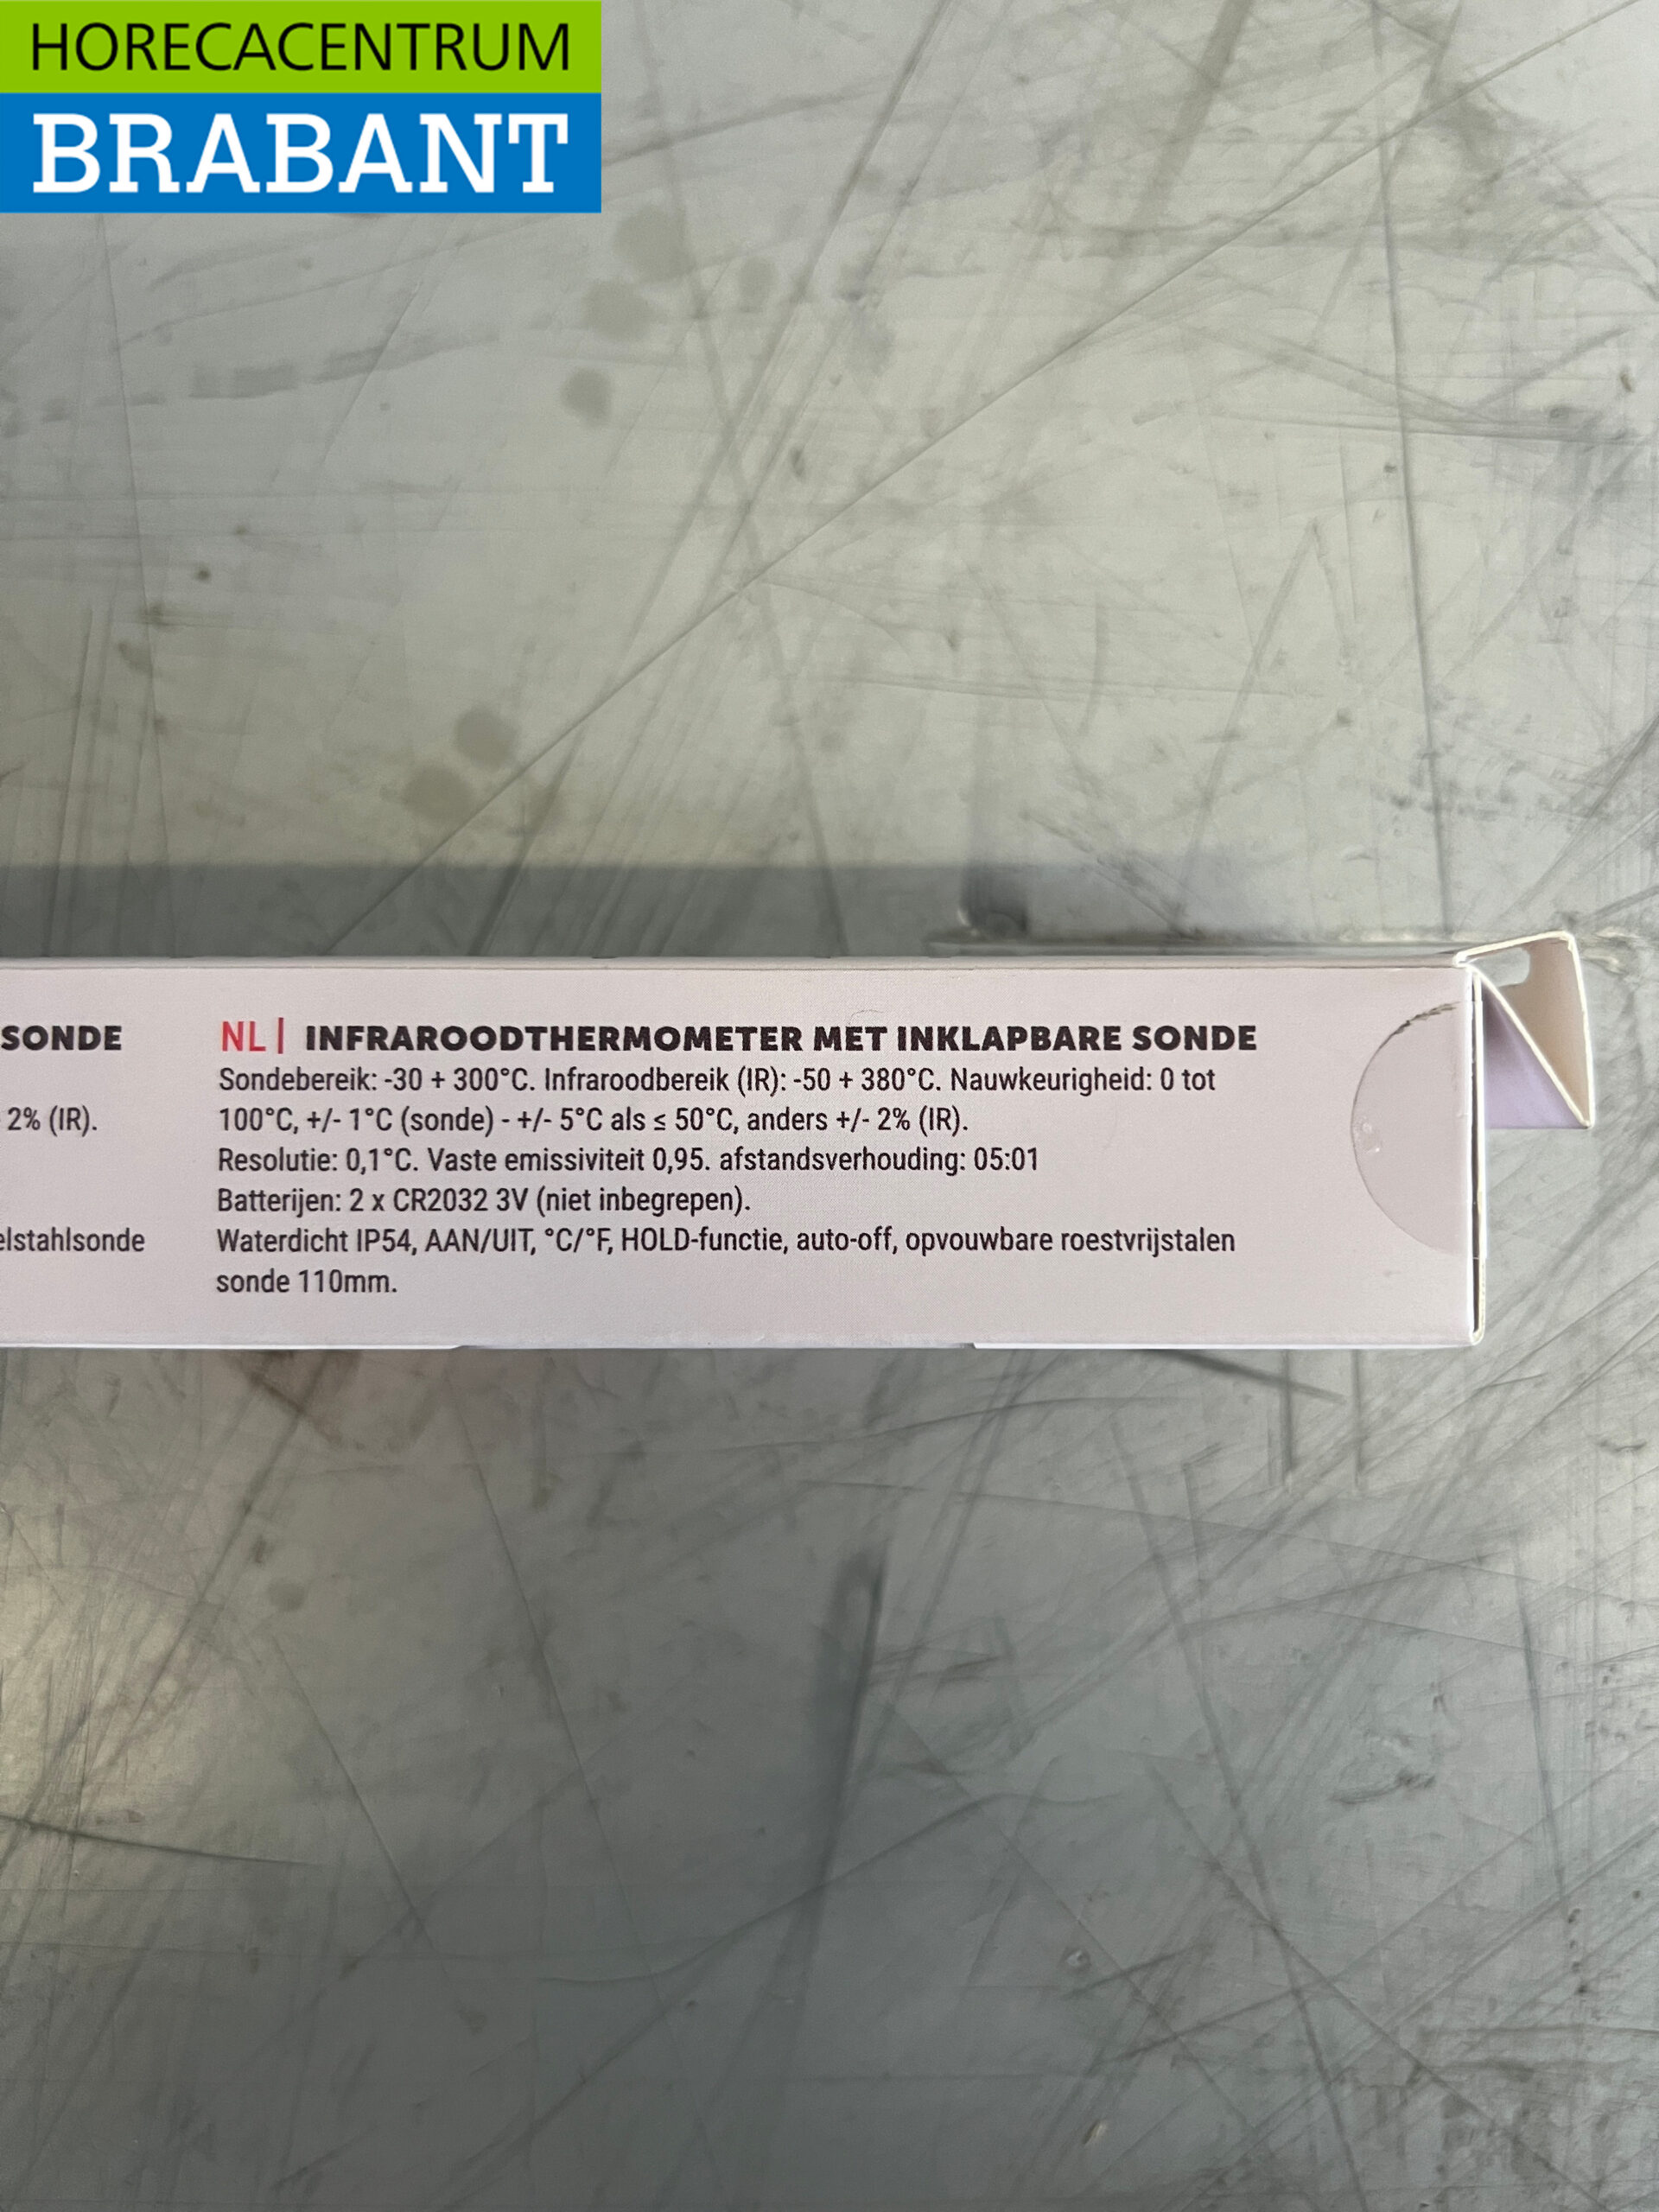 HORECACENTRUM
BRABANT
SONDE
2% (IR).
elstahlsonde
NL | INFRAROODTHERMOMETER MET INKLAPBARE SONDE
Sondebereik: -30 + 300°C. Infraroodbereik (IR): -50 + 380°C. Nauwkeurigheid: 0 tot
100°C, +/- 1°C (sonde) - +/- 5°C als ≤ 50°C, anders +/- 2% (IR).
Resolutie: 0,1°C. Vaste emissiviteit 0,95. afstandsverhouding: 05:01
Batterijen: 2 x CR2032 3V (niet inbegrepen).
Waterdicht IP54, AAN/UIT, °C/°F, HOLD-functie, auto-off, opvouwbare roestvrijstalen
sonde 110mm.